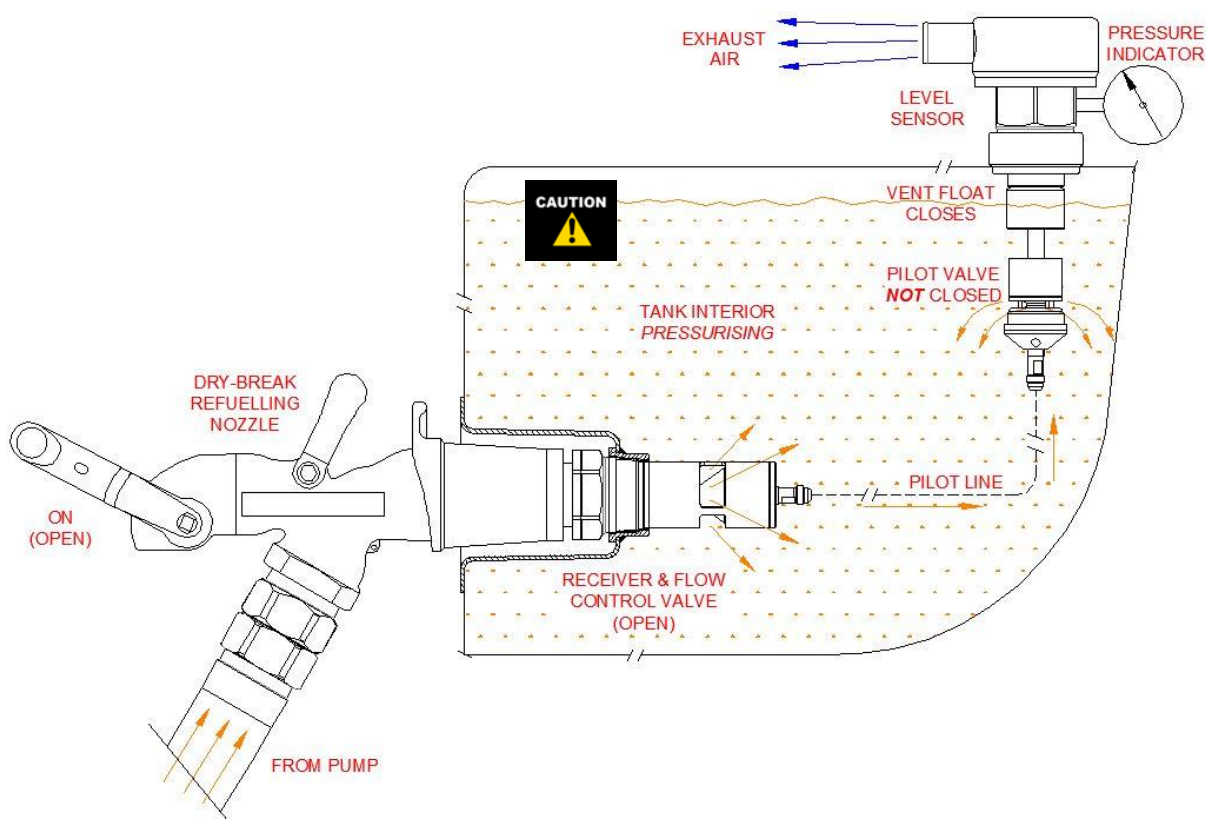 EXHAUST
AIR
PRESSURE
INDICATOR
LEVEL
SENSOR
CAUTION
VENT FLOAT
CLOSES
PILOT VALVE
NOT CLOSED
TANK INTERIOR
PRESSURISING
DRY-BREAK
REFUELLING
NOZZLE
ON
(OPEN)
PILOT LINE
RECEIVER & FLOW
CONTROL VALVE
(OPEN)
FROM PUMP